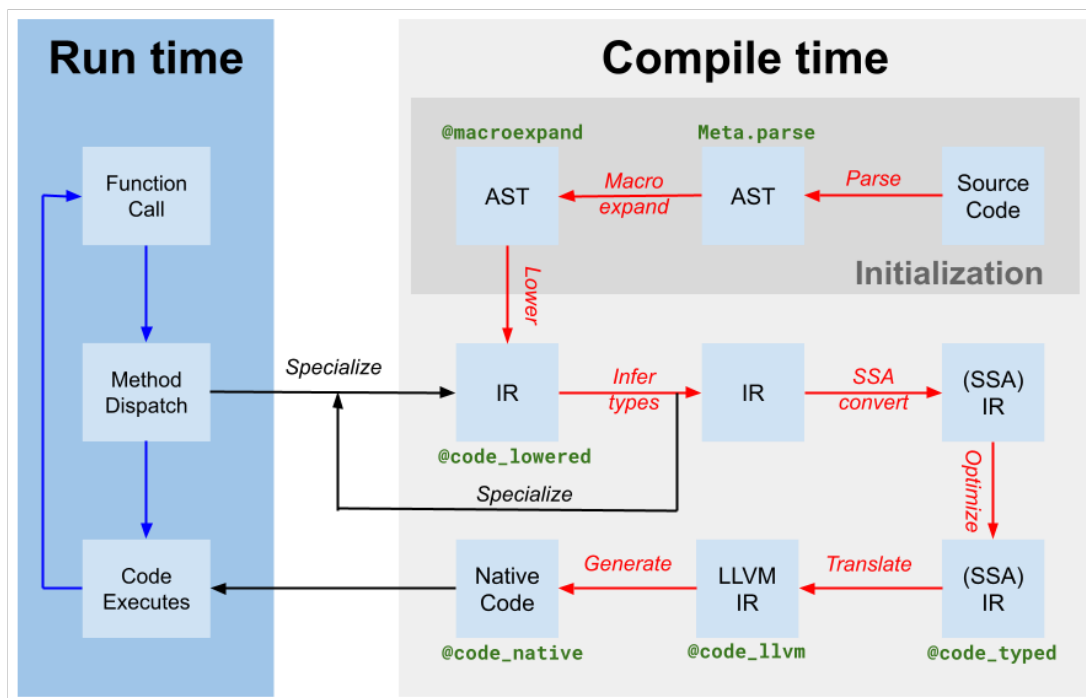 Run time
Compile time
@macroexpand
Meta.parse
Function
Call
AST
Macro
expand
AST
Parse
Source
Code
Lower
Initialization
Method
Dispatch
Specialize
IR
Infer
types
IR
SSA
convert
(SSA)
IR
@code_lowered
Specialize
Optimize
Code
Executes
Native
Code
Generate
LLVM
IR
Translate
(SSA)
IR
@code_native
@code_llvm
@code_typed